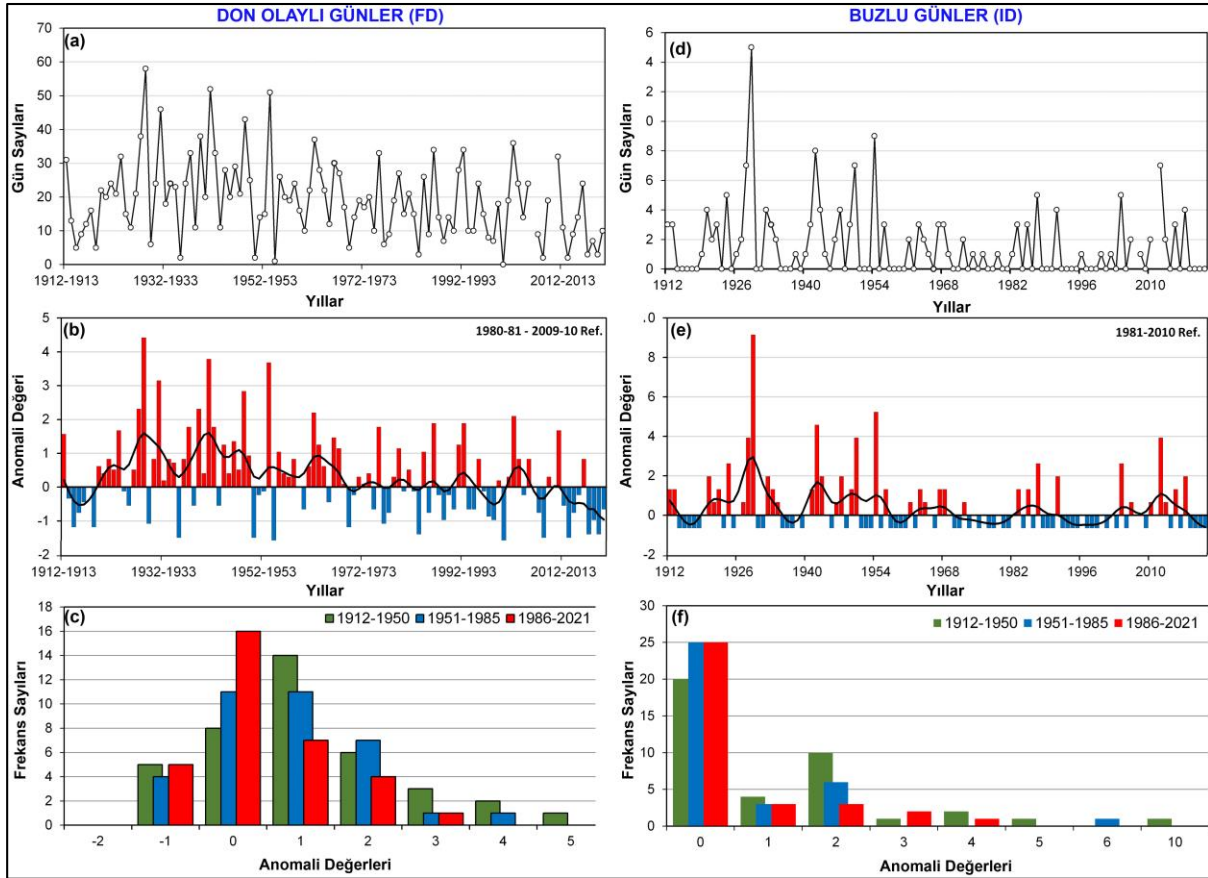 DON OLAYLI GÜNLER (FD)
(a)
Gün Sayıları
70
60
50
40
30
20
10
0
1912-1913 1932-1933 1952-1953 1972-1973 1992-1993 2012-2013
Yıllar
(b)
1980-81 - 2009-10 Ref.
Anomali Değeri
5
4
3
2
1
0
-1
-2
1912-1913 1932-1933 1952-1953 1972-1973 1992-1993 2012-2013
Yıllar
(c)
1912-1950 1951-1985 1986-2021
Frekans Sayıları
18
16
14
12
10
8
6
4
2
0
-2 -1 0 1 2 3 4 5
Anomali Değerleri
BUZLU GÜNLER (ID)
(d)
Gün Sayıları
6
4
2
0
8
6
4
2
0
1912 1926 1940 1954 1968 1982 1996 2010
Yıllar
(e)
1981-2010 Ref.
Anomali Değeri
.0
8
6
4
2
0
-2
1912 1926 1940 1954 1968 1982 1996 2010
Yıllar
(f)
1912-1950 1951-1985 1986-2021
Frekans Sayıları
30
25
20
15
10
5
0
0 1 2 3 4 5 6 10
Anomali Değerleri